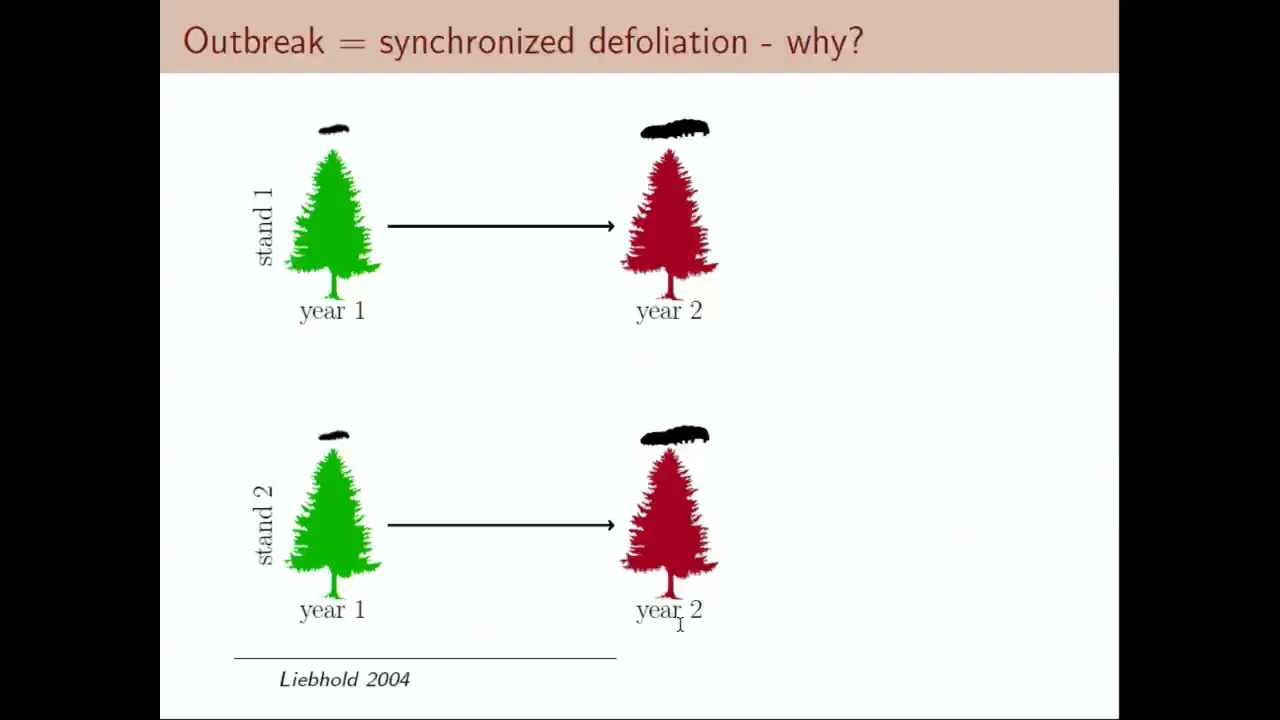 Outbreak = synchronized defoliation - why?
stand 1
year 1
year 2
stand 2
year 1
year 2
Liebhold 2004